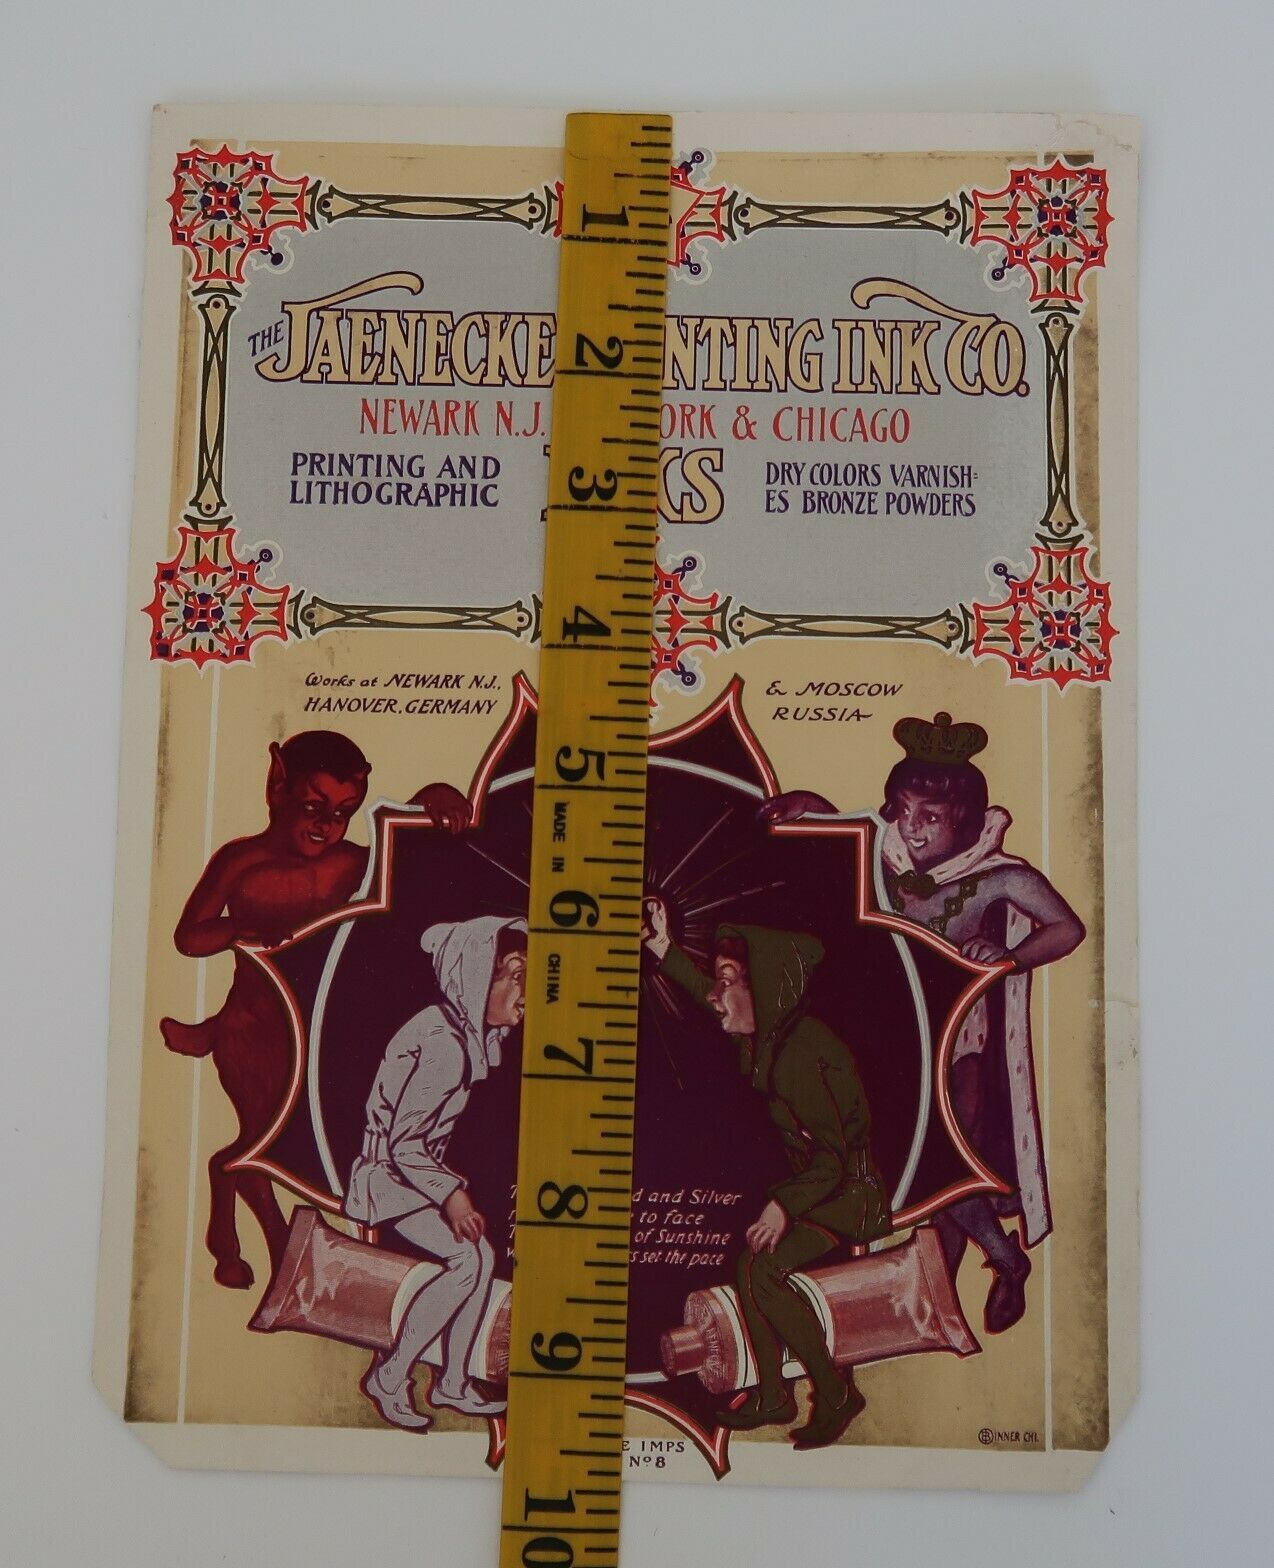 THE JAENECKE NTING INK CO.
NEWARK N.J. ORK & CHICAGO
PRINTING AND
LITHOGRAPHIC
KS
DRY COLORS VARNISH=
ES BRONZE POWDERS
Works at NEWARK N.J.,
HANOVER, GERMANY
& MOSCOW
RUSSIA
d and Silver
to face
of Sunshine
s set the pace
E IMPS
No 8
BINNER CHI.
1
2
3
4
5
MADE IN
6
CHINA
7
8
9
10